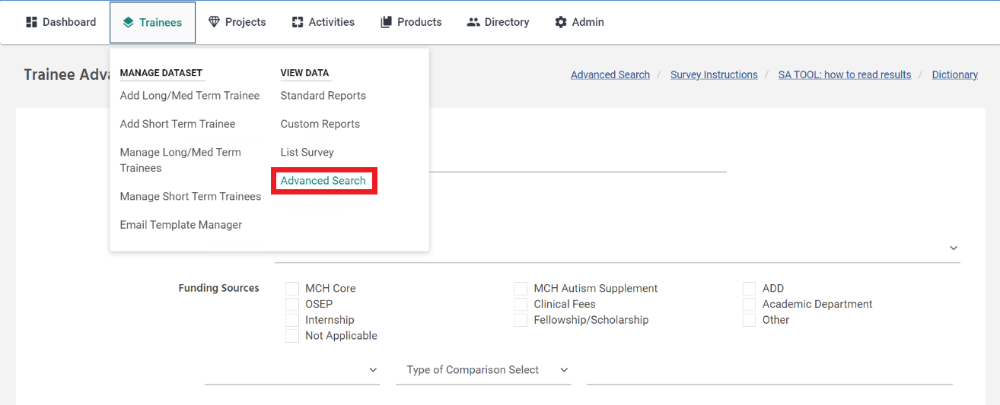 Dashboard Trainees Projects Activities Products Directory Admin
Trainee Adva
Advanced Search / Survey Instructions / SA TOOL: how to read results / Dictionary
MANAGE DATASET
Add Long/Med Term Trainee
Add Short Term Trainee
Manage Long/Med Term
Trainees
Manage Short Term Trainees
Email Template Manager
VIEW DATA
Standard Reports
Custom Reports
List Survey
Advanced Search
Funding Sources
MCH Core MCH Autism Supplement ADD
OSEP Clinical Fees Academic Department
Internship Fellowship/Scholarship Other
Not Applicable
Type of Comparison Select